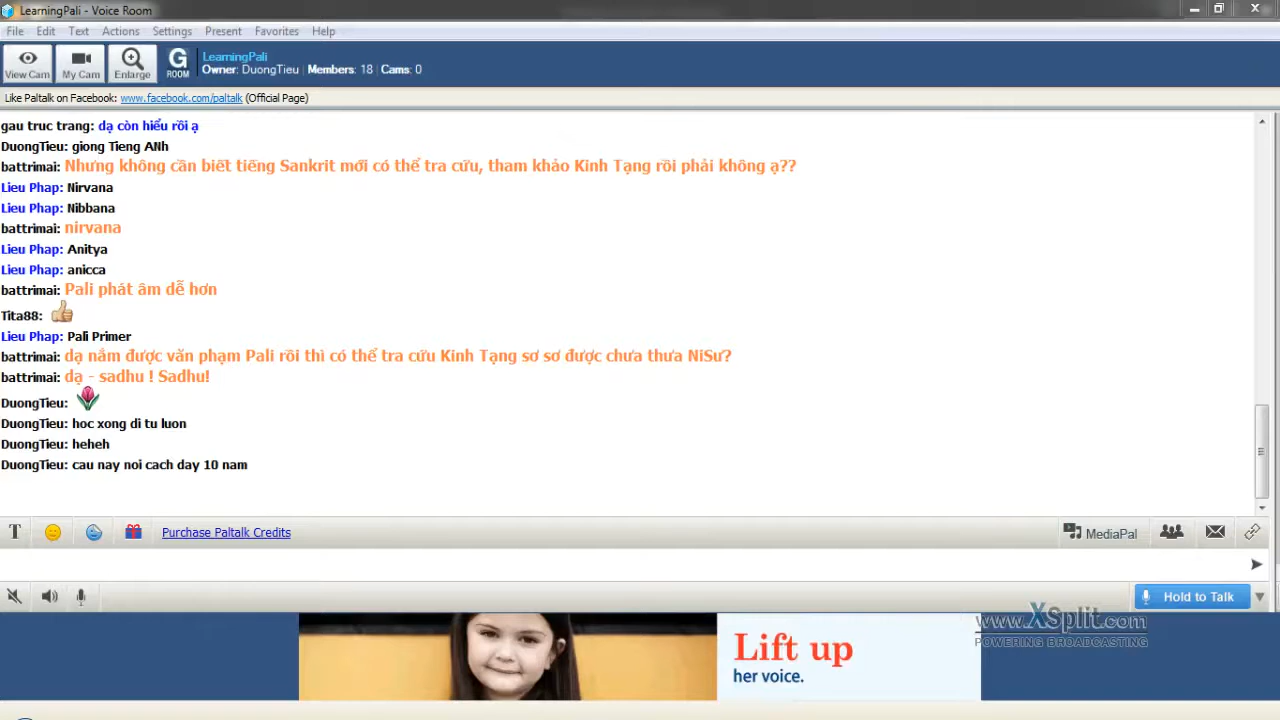 LearningPali - Voice Room
File Edit Text Actions Settings Present Favorites Help
View Cam My Cam Enlarge G ROOM LearningPali
Owner: DuongTieu | Members: 18 | Cams: 0
Like Paltalk on Facebook: www.facebook.com/paltalk (Official Page)
gau truc trang: dạ còn hiểu rồi ạ
DuongTieu: giong Tieng ANh
battrimai: Nhưng không cần biết tiếng Sankrit mới có thể tra cứu, tham khảo Kinh Tạng rồi phải không ạ??
Lieu Phap: Nirvana
Lieu Phap: Nibbana
battrimai: nirvana
Lieu Phap: Anitya
Lieu Phap: anicca
battrimai: Pali phát âm dễ hơn
Tita88:
Lieu Phap: Pali Primer
battrimai: dạ nắm được văn phạm Pali rồi thì có thể tra cứu Kinh Tạng sơ sơ được chưa thưa NiSư?
battrimai: dạ - sadhu ! Sadhu!
DuongTieu:
DuongTieu: hoc xong di tu luon
DuongTieu: heheh
DuongTieu: cau nay noi cach day 10 nam
T Purchase Paltalk Credits MediaPal
Hold to Talk
www.XSplit.com
POWERING BROADCASTING
Lift up
her voice.